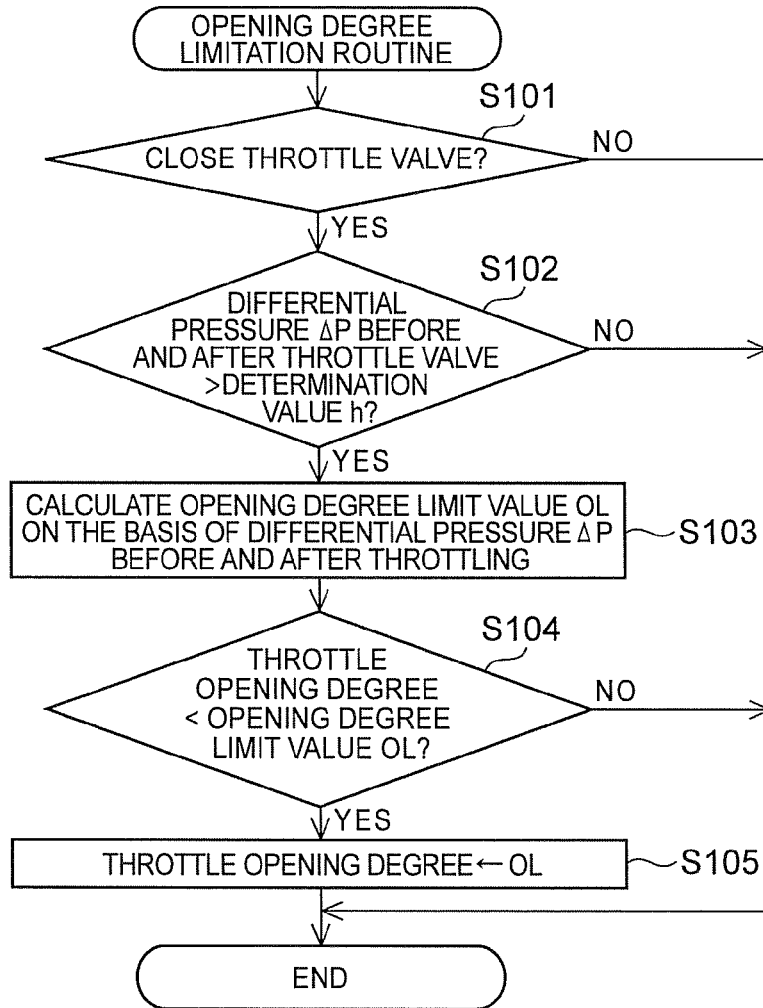 OPENING DEGREE
LIMITATION ROUTINE
S101
CLOSE THROTTLE VALVE?
NO
YES
S102
DIFFERENTIAL
PRESSURE ΔP BEFORE
AND AFTER THROTTLE VALVE
>DETERMINATION
VALUE h?
NO
YES
CALCULATE OPENING DEGREE LIMIT VALUE OL
ON THE BASIS OF DIFFERENTIAL PRESSURE ΔP
BEFORE AND AFTER THROTTLING
S103
S104
THROTTLE
OPENING DEGREE
< OPENING DEGREE
LIMIT VALUE OL?
NO
YES
THROTTLE OPENING DEGREE ← OL
S105
END